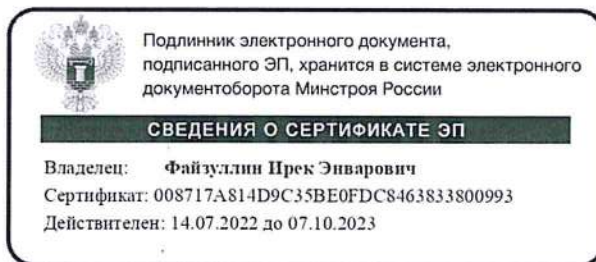 Подлинник электронного документа,
подписанного ЭП, хранится в системе электронного
документоборота Минстроя России
СВЕДЕНИЯ О СЕРТИФИКАТЕ ЭП
Владелец: Файзуллин Ирек Энварович
Сертификат: 008717A814D9C35BE0FDC8463833800993
Действителен: 14.07.2022 до 07.10.2023